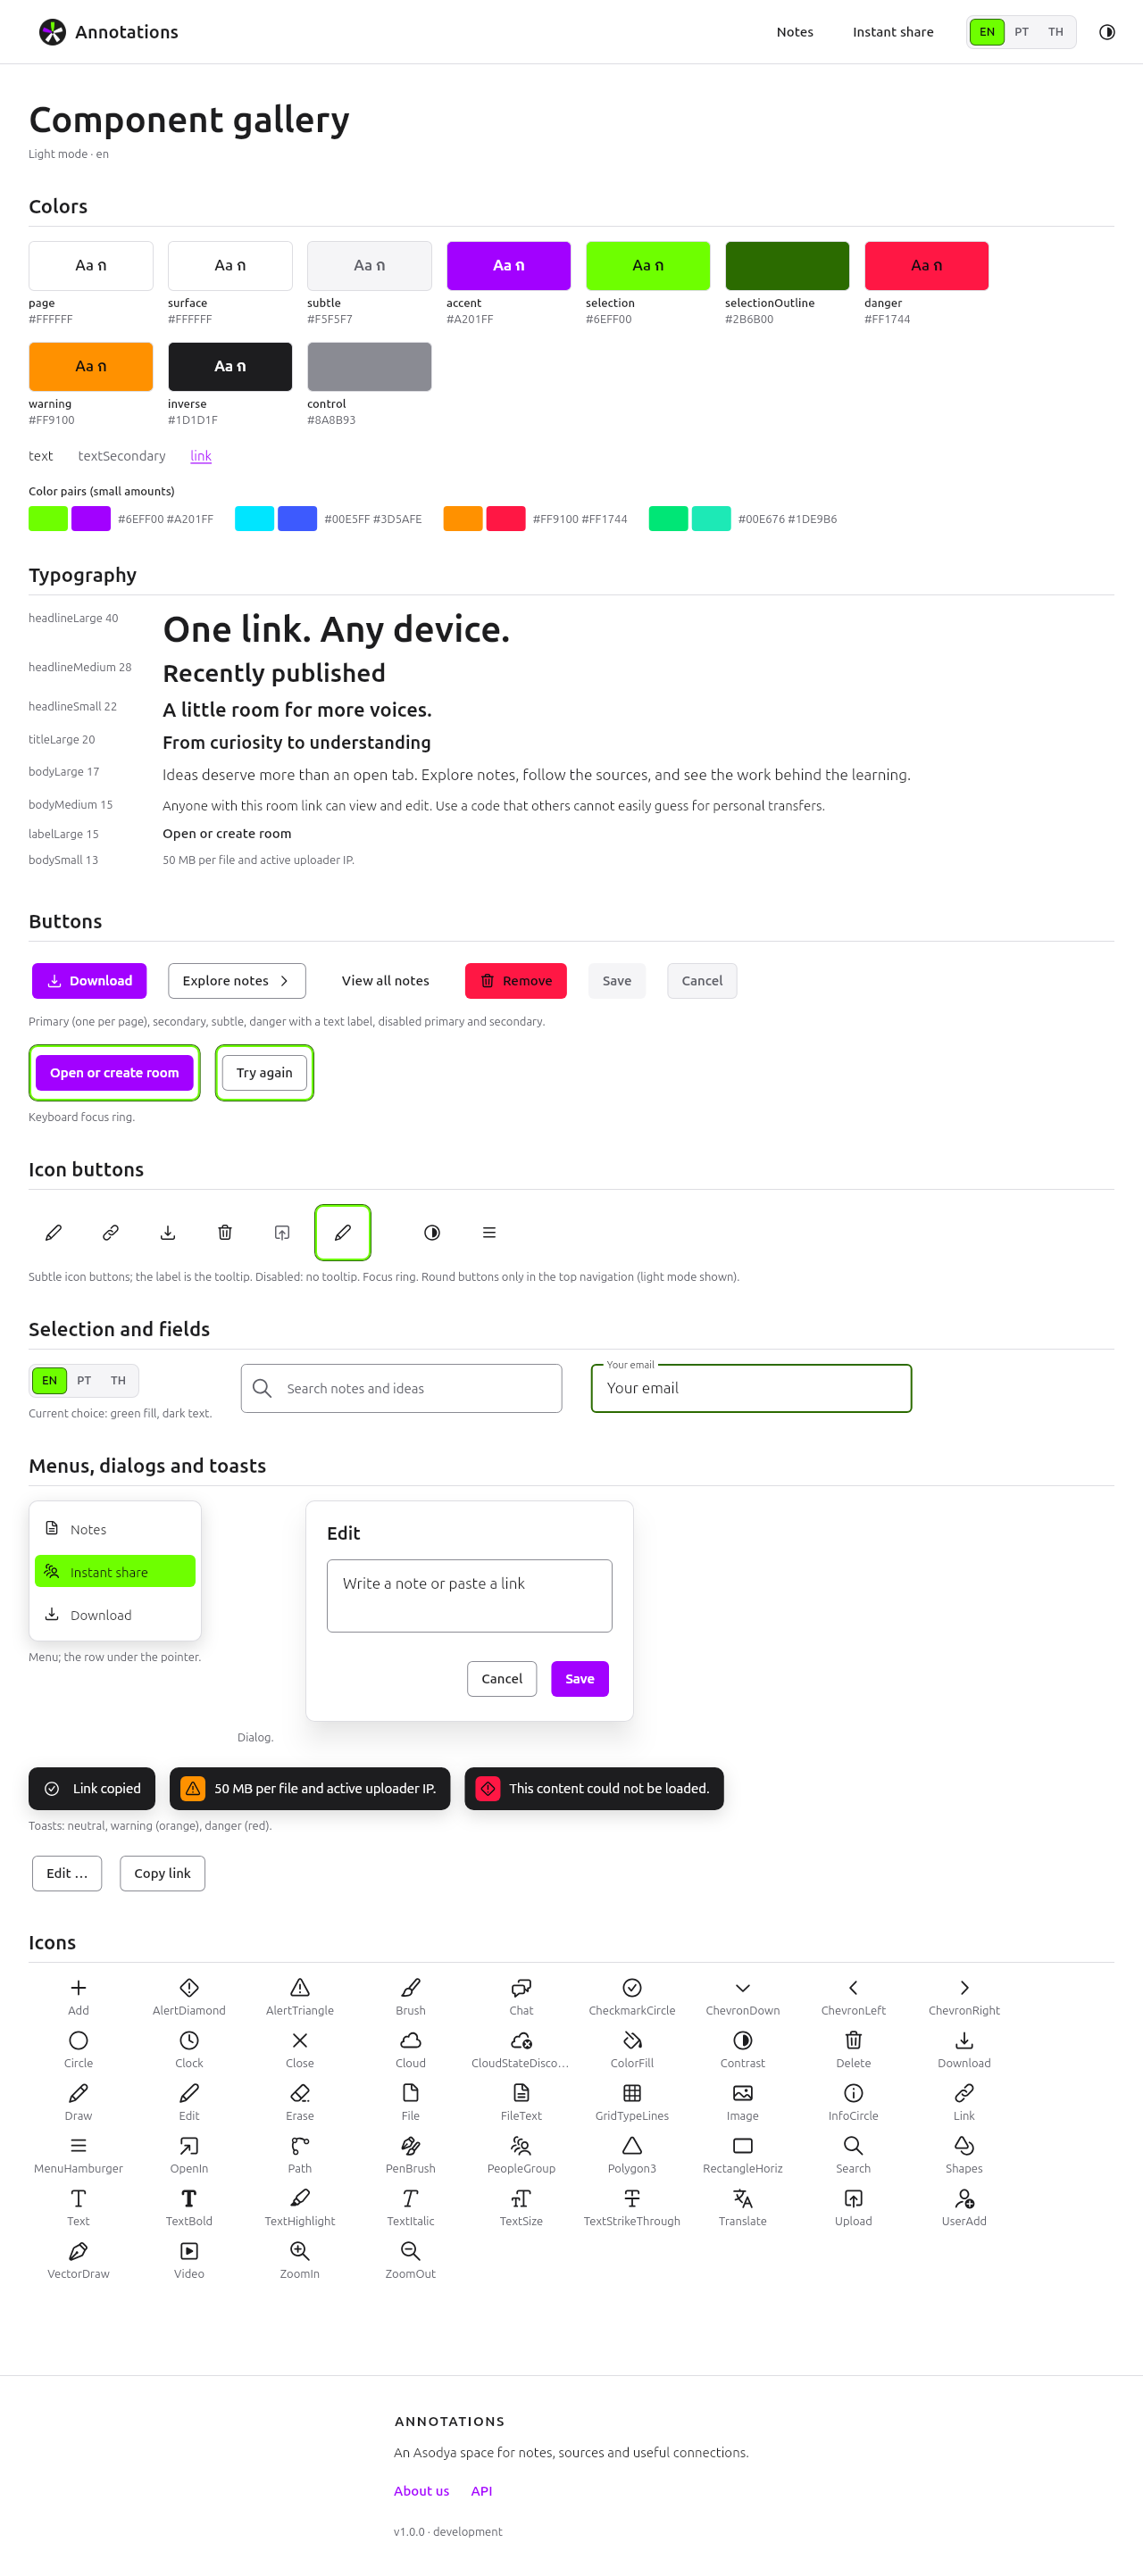 Annotations
Notes
Instant share
EN PT TH
Component gallery
Light mode · en
Colors
Aa ก
Aa ก
Aa ก
Aa ก
Aa ก
Aa ก
page
surface
subtle
accent
selection
selectionOutline
danger
#FFFFFF
#FFFFFF
#F5F5F7
#A201FF
#6EFF00
#2B6B00
#FF1744
Aa ก
Aa ก
warning
inverse
control
#FF9100
#1D1D1F
#8A8B93
text textSecondary link
Color pairs (small amounts)
#6EFF00 #A201FF
#00E5FF #3D5AFE
#FF9100 #FF1744
#00E676 #1DE9B6
Typography
headlineLarge 40
One link. Any device.
headlineMedium 28
Recently published
headlineSmall 22
A little room for more voices.
titleLarge 20
From curiosity to understanding
bodyLarge 17
Ideas deserve more than an open tab. Explore notes, follow the sources, and see the work behind the learning.
bodyMedium 15
Anyone with this room link can view and edit. Use a code that others cannot easily guess for personal transfers.
labelLarge 15
Open or create room
bodySmall 13
50 MB per file and active uploader IP.
Buttons
Download
Explore notes
View all notes
Remove
Save
Cancel
Primary (one per page), secondary, subtle, danger with a text label, disabled primary and secondary.
Open or create room
Try again
Keyboard focus ring.
Icon buttons
Subtle icon buttons; the label is the tooltip. Disabled: no tooltip. Focus ring. Round buttons only in the top navigation (light mode shown).
Selection and fields
EN PT TH
Search notes and ideas
Your email
Your email
Current choice: green fill, dark text.
Menus, dialogs and toasts
Notes
Instant share
Download
Menu; the row under the pointer.
Edit
Write a note or paste a link
Cancel
Save
Dialog.
Link copied
50 MB per file and active uploader IP.
This content could not be loaded.
Toasts: neutral, warning (orange), danger (red).
Edit ...
Copy link
Icons
Add
AlertDiamond
AlertTriangle
Brush
Chat
CheckmarkCircle
ChevronDown
ChevronLeft
ChevronRight
Circle
Clock
Close
Cloud
CloudStateDisco...
ColorFill
Contrast
Delete
Download
Draw
Edit
Erase
File
FileText
GridTypeLines
Image
InfoCircle
Link
MenuHamburger
OpenIn
Path
PenBrush
PeopleGroup
Polygon3
RectangleHoriz
Search
Shapes
Text
TextBold
TextHighlight
TextItalic
TextSize
TextStrikeThrough
Translate
Upload
UserAdd
VectorDraw
Video
ZoomIn
ZoomOut
ANNOTATIONS
An Asodya space for notes, sources and useful connections.
About us
API
v1.0.0 · development